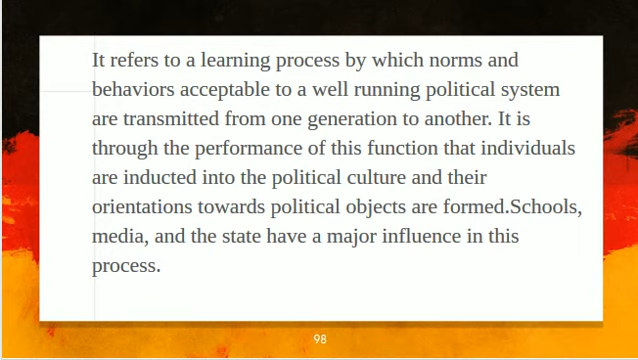 It refers to a learning process by which norms and
behaviors acceptable to a well running political system
are transmitted from one generation to another. It is
through the performance of this function that individuals
are inducted into the political culture and their
orientations towards political objects are formed.Schools,
media, and the state have a major influence in this
process.
98